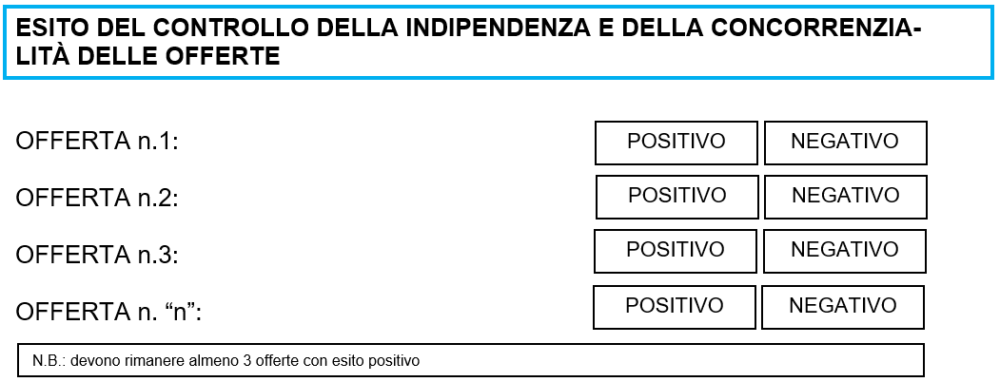 ESITO DEL CONTROLLO DELLA INDIPENDENZA E DELLA CONCORRENZIA-
LITÀ DELLE OFFERTE
OFFERTA n.1: POSITIVO NEGATIVO
OFFERTA n.2: POSITIVO NEGATIVO
OFFERTA n.3: POSITIVO NEGATIVO
OFFERTA n. “n”: POSITIVO NEGATIVO
N.B.: devono rimanere almeno 3 offerte con esito positivo